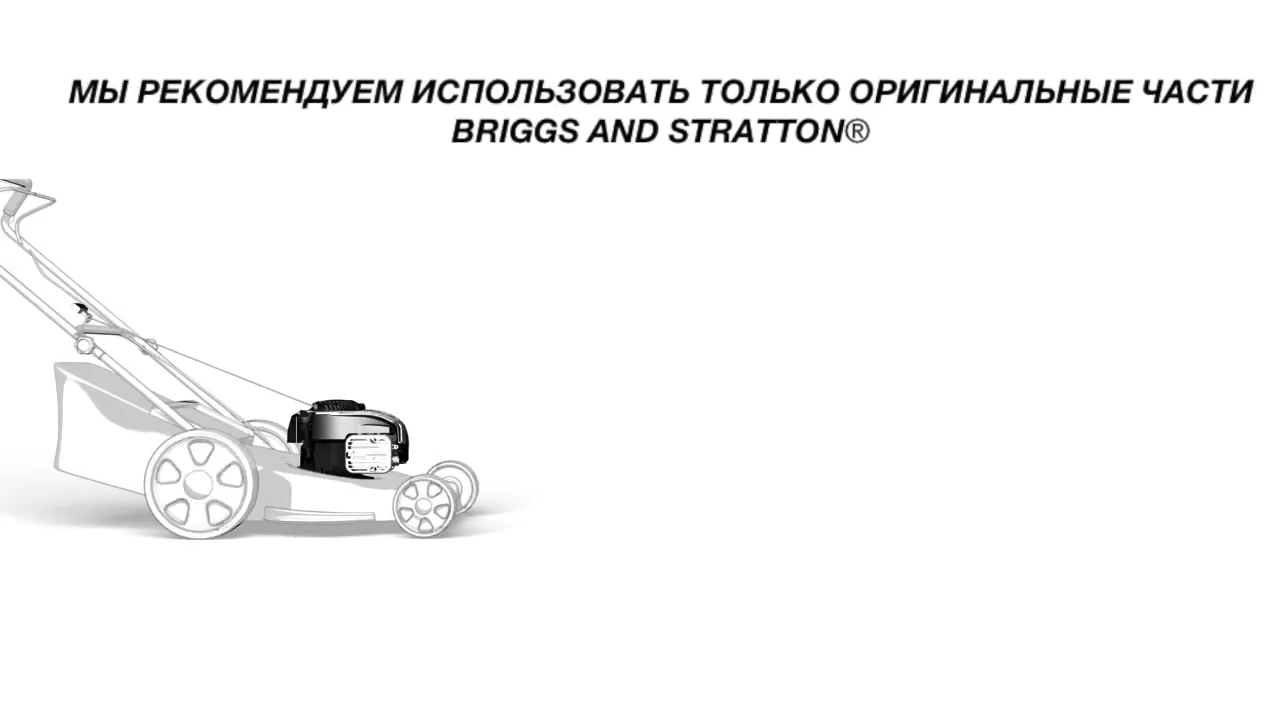 МЫ РЕКОМЕНДУЕМ ИСПОЛЬЗОВАТЬ ТОЛЬКО ОРИГИНАЛЬНЫЕ ЧАСТИ
BRIGGS AND STRATTON®